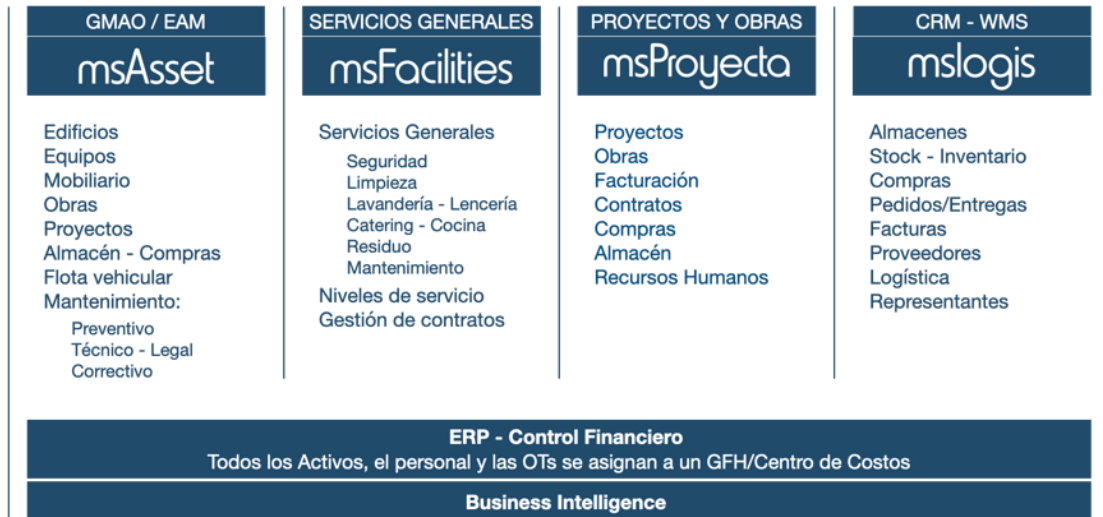 GMAO / EAM
msAsset
Edificios
Equipos
Mobiliario
Obras
Proyectos
Almacén - Compras
Flota vehicular
Mantenimiento:
Preventivo
Técnico - Legal
Correctivo
SERVICIOS GENERALES
msFacilities
Servicios Generales
Seguridad
Limpieza
Lavandería - Lencería
Catering - Cocina
Residuo
Mantenimiento
Niveles de servicio
Gestión de contratos
PROYECTOS Y OBRAS
msProyecta
Proyectos
Obras
Facturación
Contratos
Compras
Almacén
Recursos Humanos
CRM - WMS
mslogis
Almacenes
Stock - Inventario
Compras
Pedidos/Entregas
Facturas
Proveedores
Logística
Representantes
ERP - Control Financiero
Todos los Activos, el personal y las OTs se asignan a un GFH/Centro de Costos
Business Intelligence